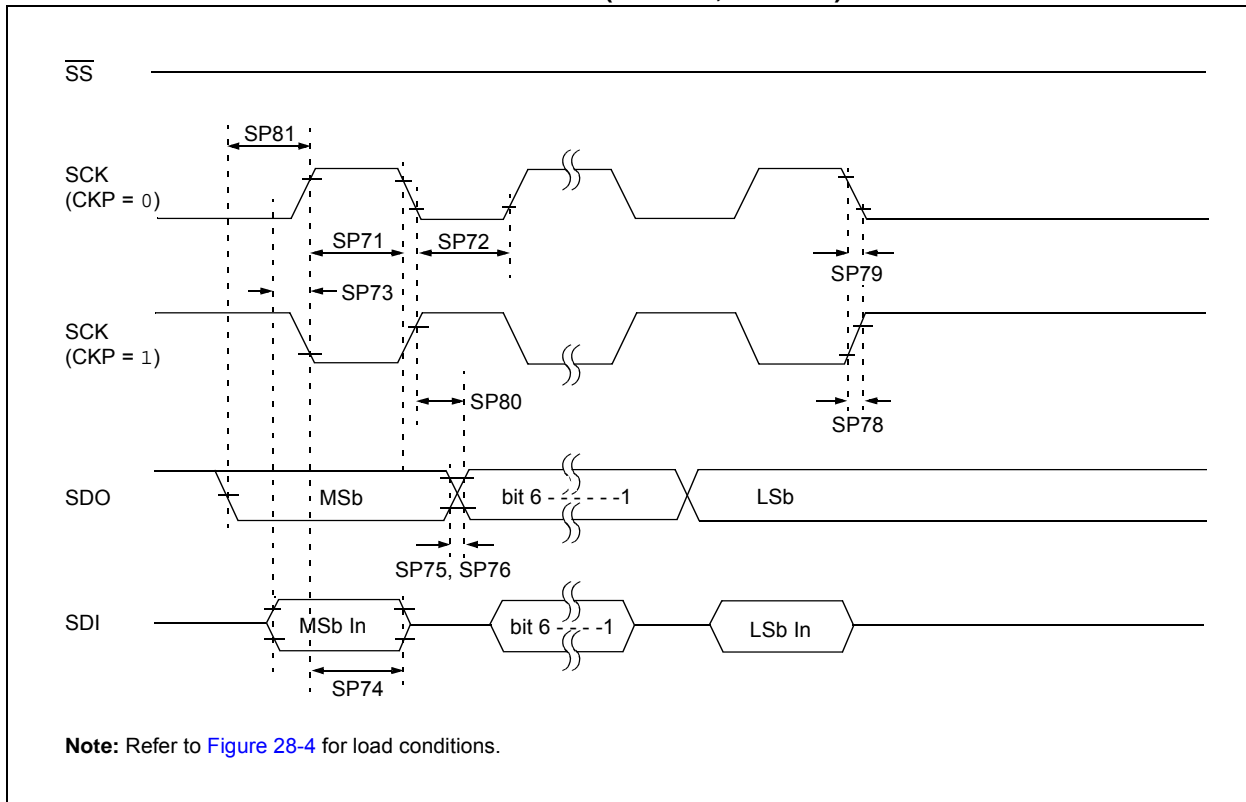 SS
SP81
SCK
(CKP = 0)
SP71
SP72
SP79
SP73
SCK
(CKP = 1)
SP80
SP78
SDO
MSb
bit 6 - - - - - -1
LSb
SP75, SP76
SDI
MSb In
bit 6 - - - -1
LSb In
SP74
Note: Refer to Figure 28-4 for load conditions.